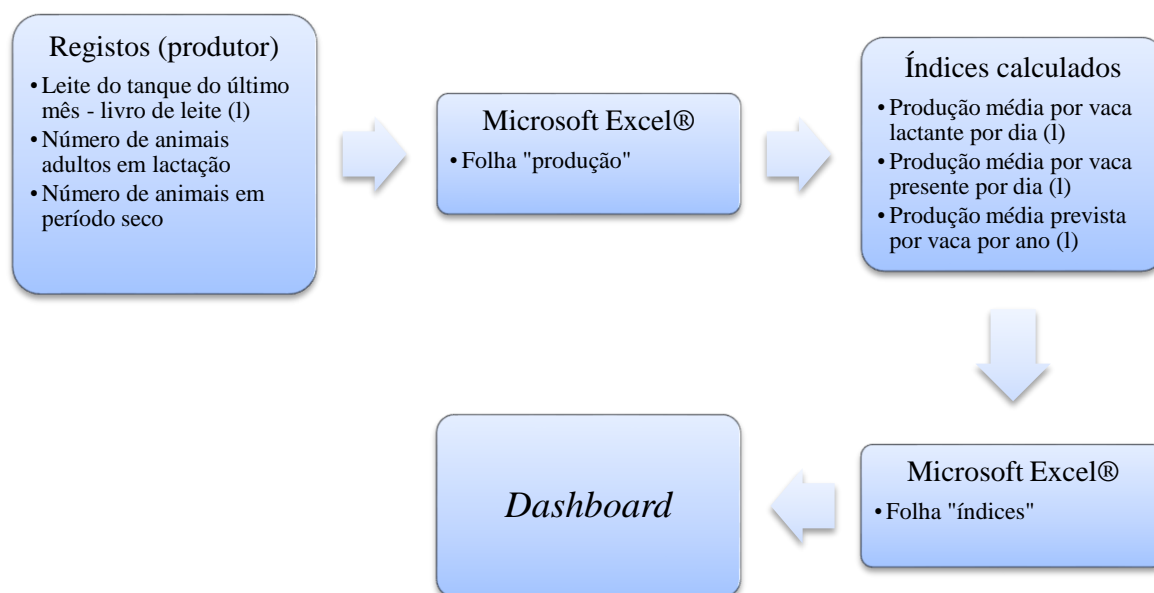 Registos (produtor)
•Leite do tanque do último
mês - livro de leite (l)
•Número de animais
adultos em lactação
•Número de animais em
período seco
Microsoft Excel®
•Folha "produção"
Índices calculados
•Produção média por vaca
lactante por dia (l)
•Produção média por vaca
presente por dia (l)
•Produção média prevista
por vaca por ano (l)
Microsoft Excel®
•Folha "índices"
Dashboard